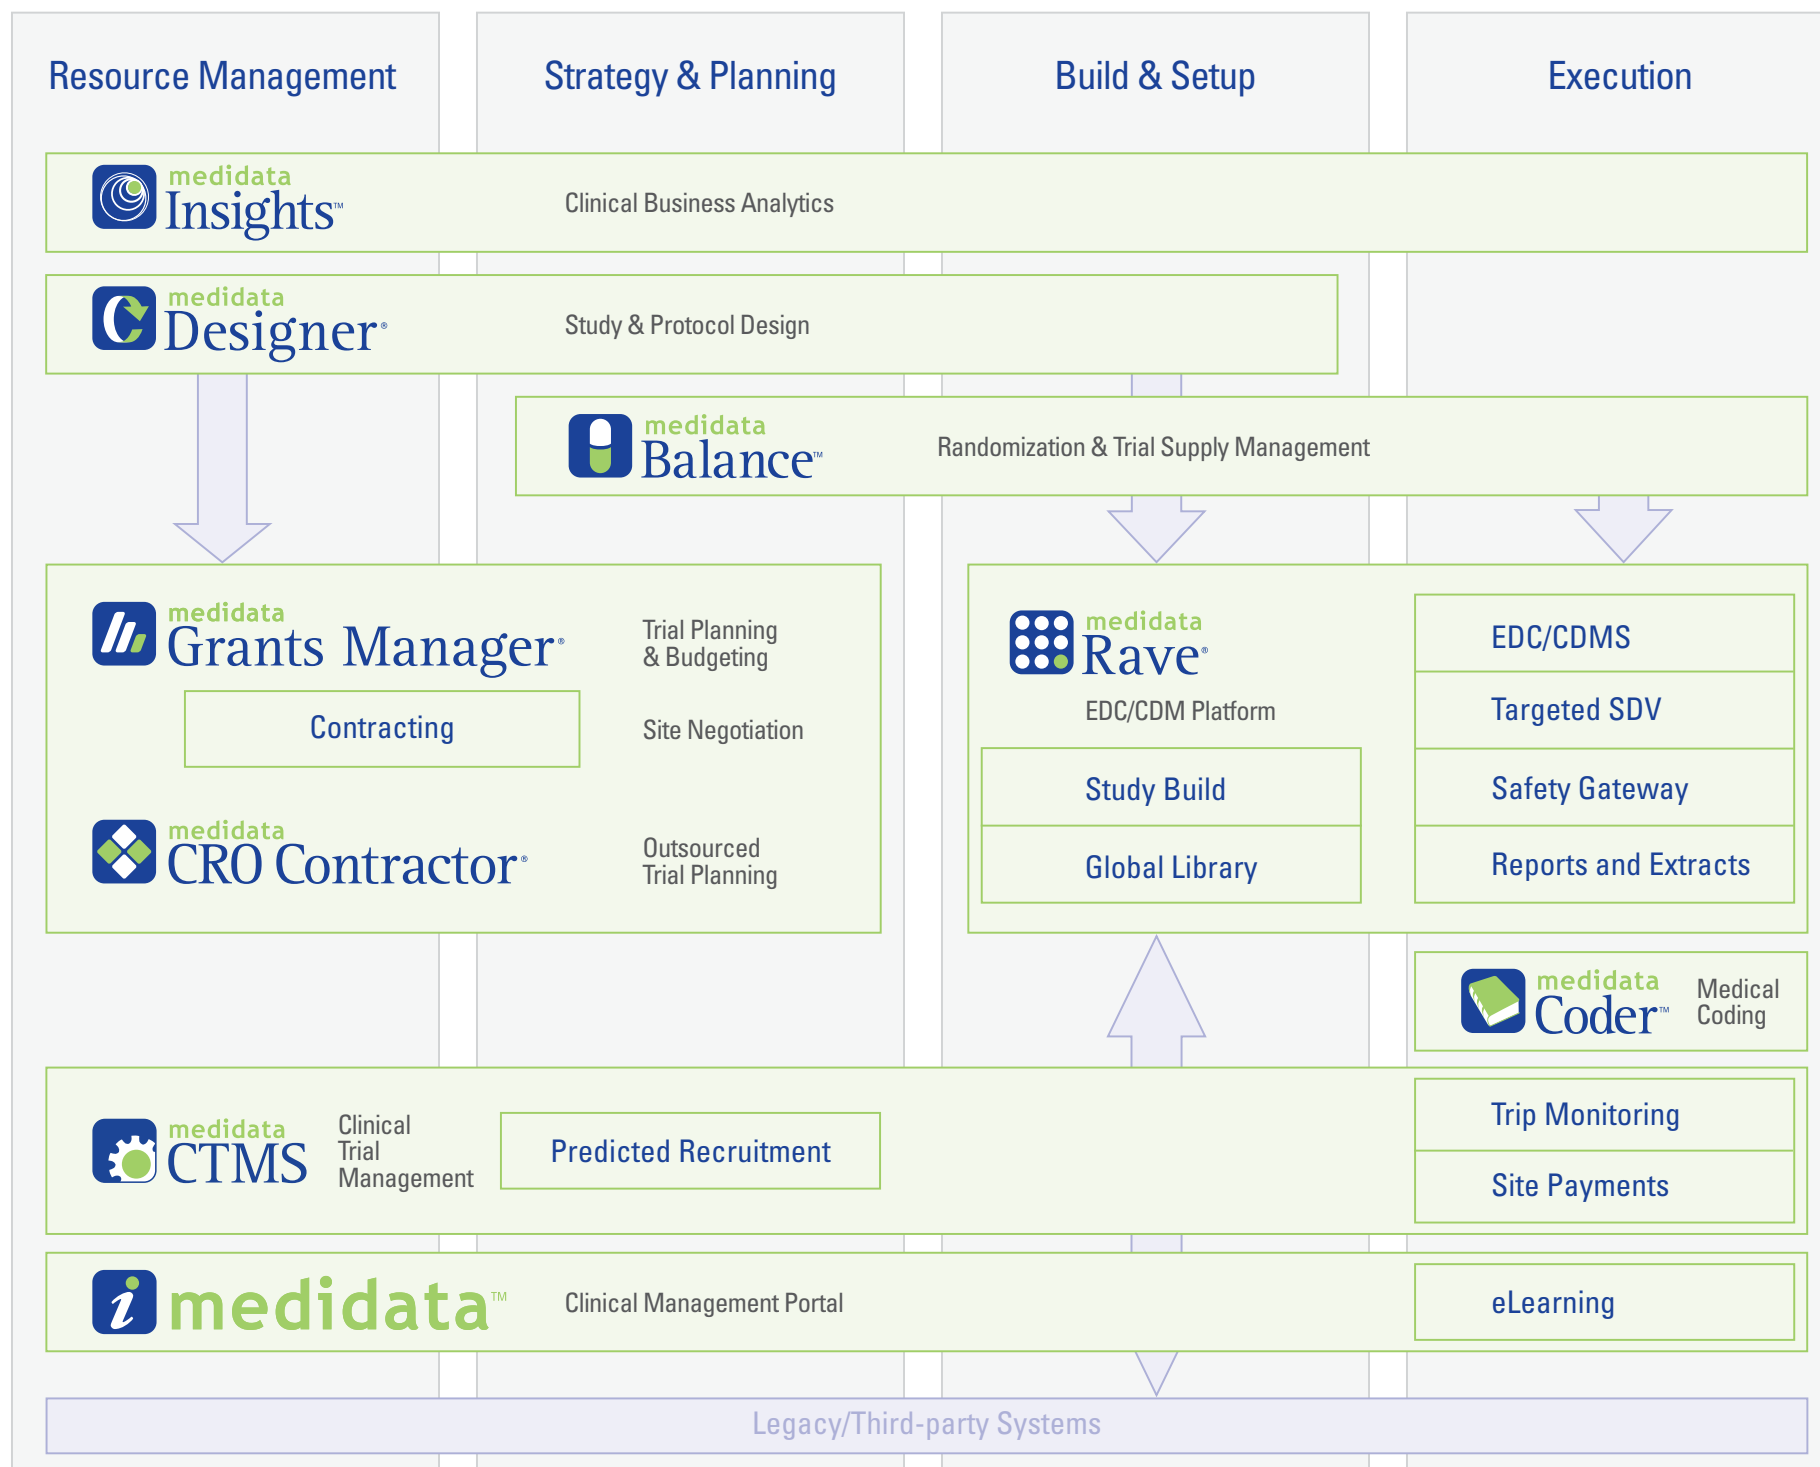 Resource Management
Strategy & Planning
Build & Setup
Execution
medidata
Insights™
Clinical Business Analytics
medidata
Designer®
Study & Protocol Design
medidata
Balance™
Randomization & Trial Supply Management
medidata
Grants Manager®
Trial Planning
& Budgeting
Contracting
Site Negotiation
medidata
CRO Contractor®
Outsourced
Trial Planning
medidata
Rave®
EDC/CDM Platform
Study Build
Global Library
EDC/CDMS
Targeted SDV
Safety Gateway
Reports and Extracts
medidata
Coder™
Medical
Coding
medidata
CTMS
Clinical
Trial
Management
Predicted Recruitment
Trip Monitoring
Site Payments
i medidata™
Clinical Management Portal
eLearning
Legacy/Third-party Systems